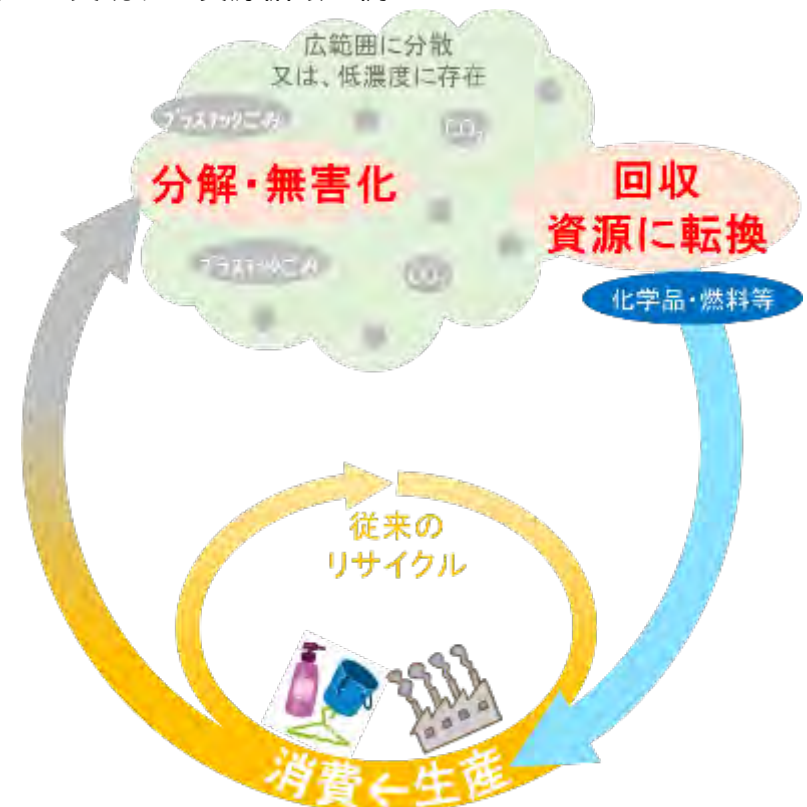 広範囲に分散
又は、低濃度に存在
プラスチックごみ
CO₂
分解・無害化
回収
資源に転換
プラスチックごみ
CO₂
化学品・燃料等
従来の
リサイクル
消費←生産